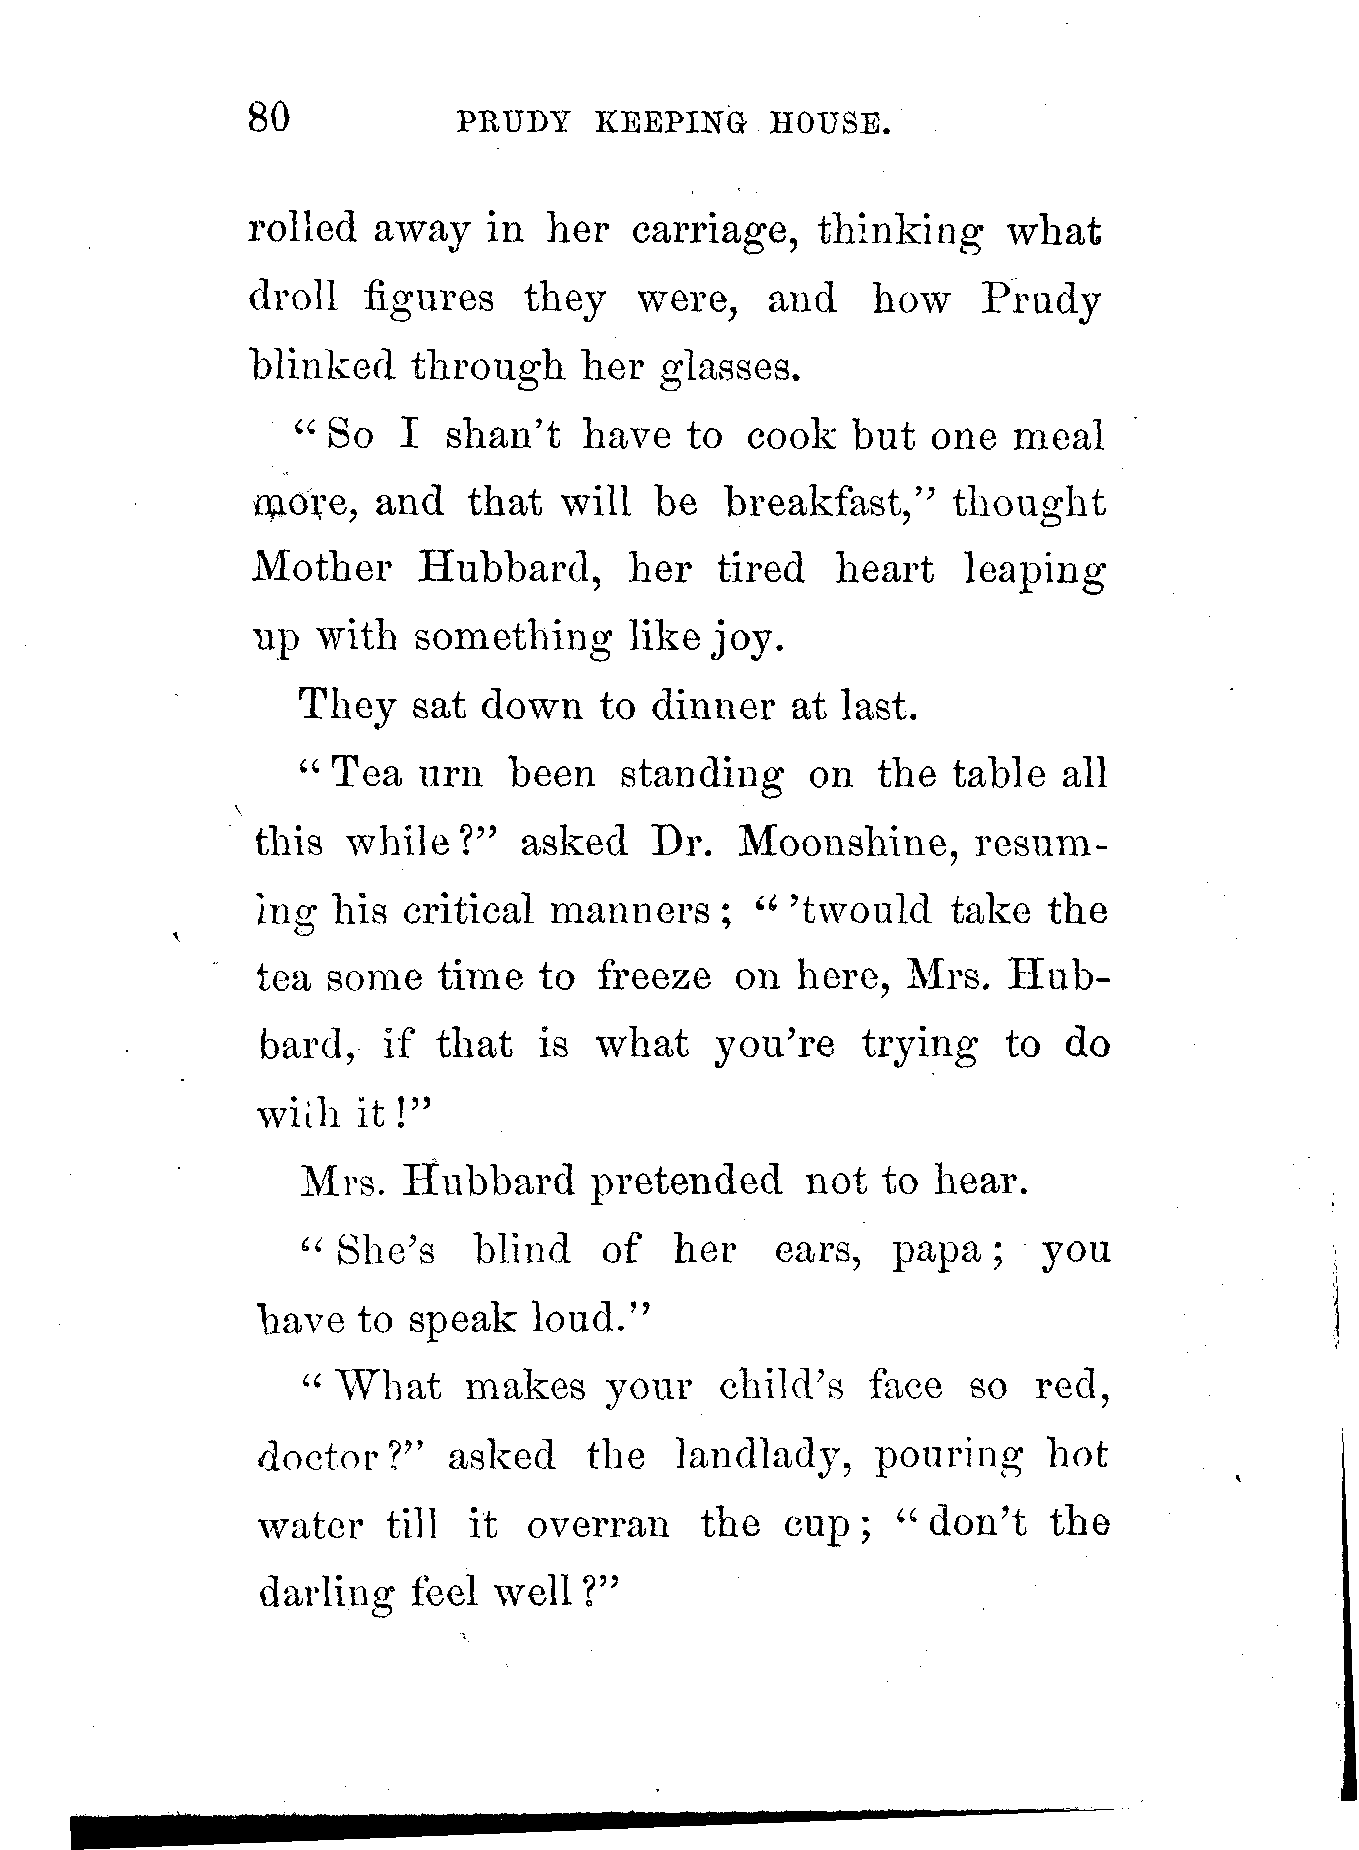 80 PRUDY KEEPING HOUSE.
rolled away in her carriage, thinking what
droll figures they were, and how Prudy
blinked through her glasses.
“So I shan’t have to cook but one meal
more, and that will be breakfast,” thought
Mother Hubbard, her tired heart leaping
up with something like joy.
They sat down to dinner at last.
“Tea urn been standing on the table all
this while?” asked Dr. Moonshine, resum-
ing his critical manners; “’twould take the
tea some time to freeze on here, Mrs. Hub-
bard, if that is what you’re trying to do
with it!”
Mrs. Hubbard pretended not to hear.
“She’s blind of her ears, papa; you
have to speak loud.”
“What makes your child’s face so red,
doctor?” asked the landlady, pouring hot
water till it overran the cup; “don’t the
darling feel well?”